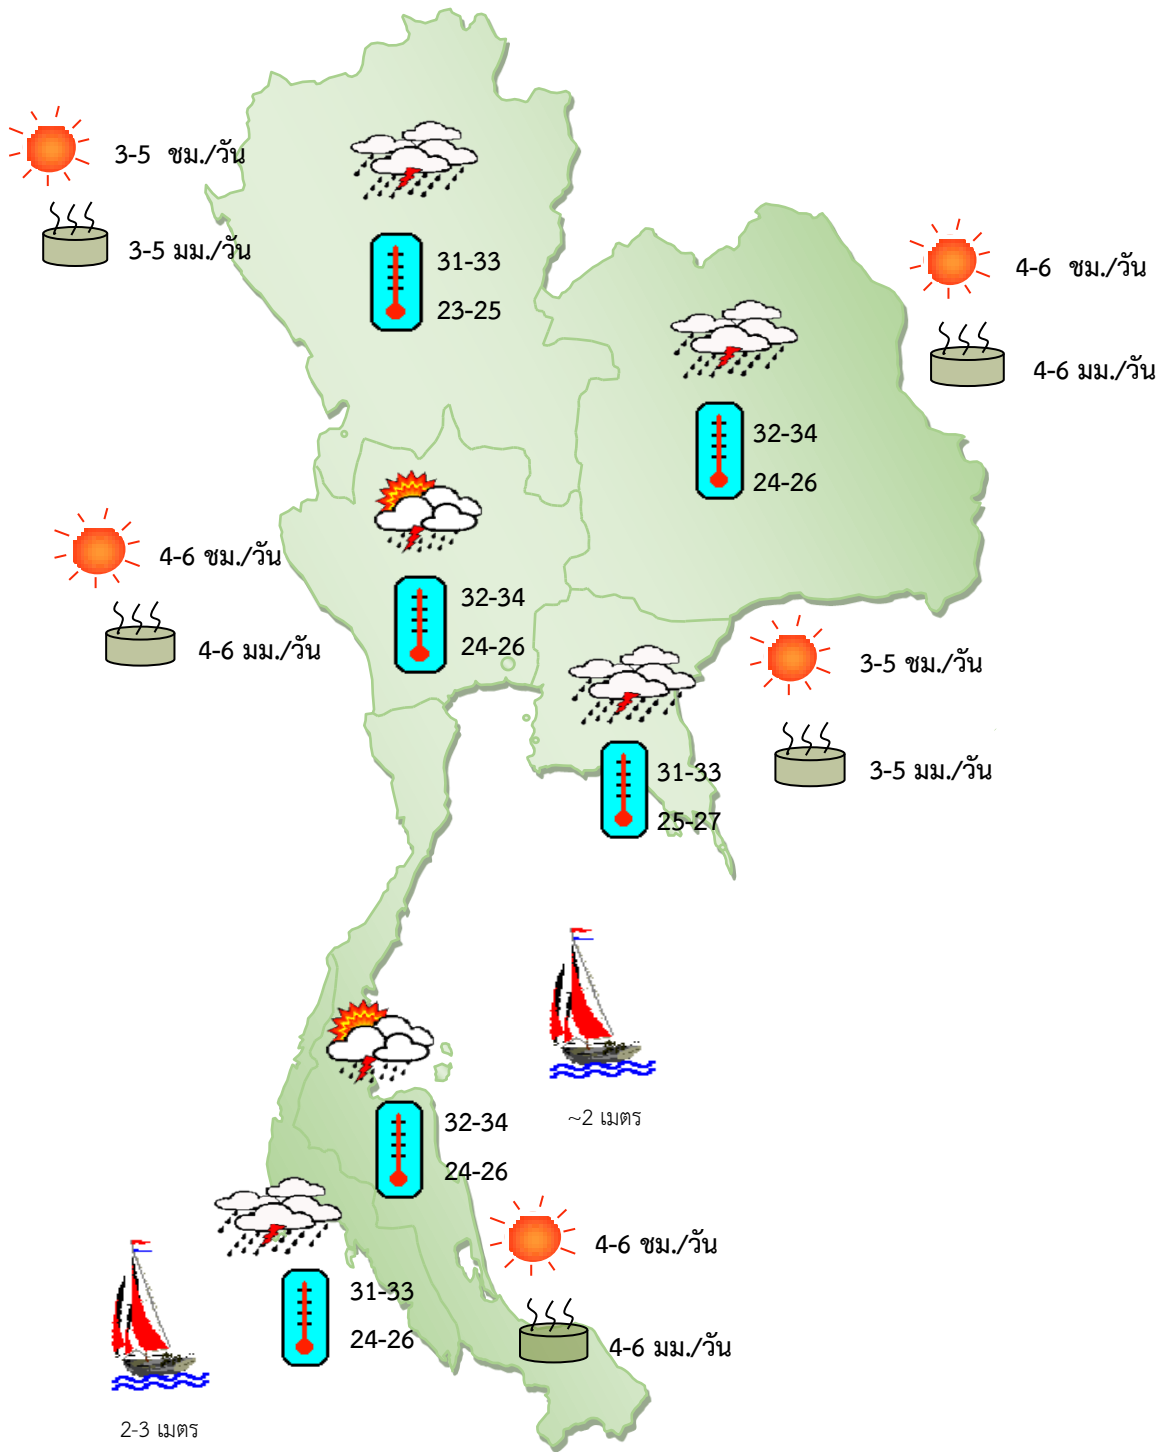 3-5 ชม./วัน
3-5 มม./วัน
31-33
23-25
4-6 ชม./วัน
4-6 มม./วัน
32-34
24-26
4-6 ชม./วัน
4-6 มม./วัน
32-34
24-26
3-5 ชม./วัน
3-5 มม./วัน
31-33
25-27
~2 เมตร
32-34
24-26
4-6 ชม./วัน
4-6 มม./วัน
31-33
24-26
2-3 เมตร